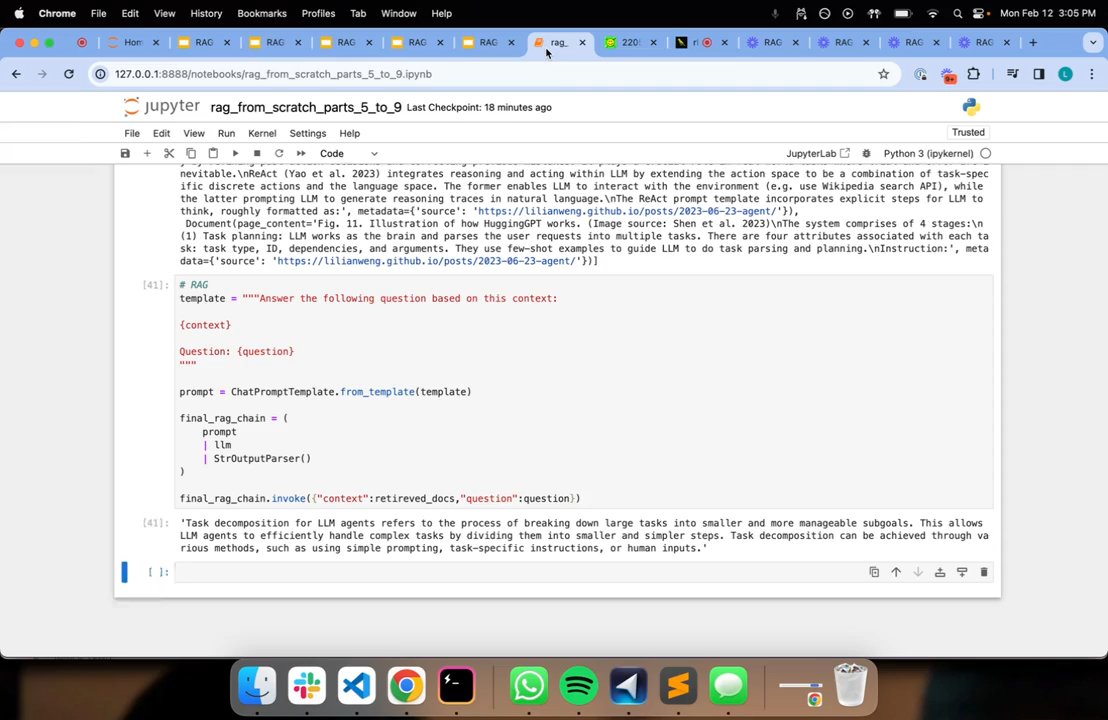 Chrome File Edit View History Bookmarks Profiles Tab Window Help Mon Feb 12 3:05 PM
Hom RAG RAG RAG RAG RAG rag_ 220 RAG RAG RAG RAG
127.0.0.1:8888/notebooks/rag_from_scratch_parts_5_to_9.ipynb
jupyter rag_from_scratch_parts_5_to_9 Last Checkpoint: 18 minutes ago
File Edit View Run Kernel Settings Help Trusted
Code JupyterLab Python 3 (ipykernel)
evitable.\nReAct (Yao et al. 2023) integrates reasoning and acting within LLM by extending the action space to be a combination of task-spec
ific discrete actions and the language space. The former enables LLM to interact with the environment (e.g. use Wikipedia search API), while
the latter prompting LLM to generate reasoning traces in natural language.\nThe ReAct prompt template incorporates explicit steps for LLM to
think, roughly formatted as:', metadata={'source': 'https://lilianweng.github.io/posts/2023-06-23-agent/'}),
Document(page_content='Fig. 11. Illustration of how HuggingGPT works. (Image source: Shen et al. 2023)\nThe system comprises of 4 stages:\n
(1) Task planning: LLM works as the brain and parses the user requests into multiple tasks. There are four attributes associated with each ta
sk: task type, ID, dependencies, and arguments. They use few-shot examples to guide LLM to do task parsing and planning.\nInstruction:', meta
data={'source': 'https://lilianweng.github.io/posts/2023-06-23-agent/'})]
[41]: # RAG
template = """Answer the following question based on this context:
{context}
Question: {question}
"""
prompt = ChatPromptTemplate.from_template(template)
final_rag_chain = (
prompt
| llm
| StrOutputParser()
)
final_rag_chain.invoke({"context":retireved_docs,"question":question})
[41]: 'Task decomposition for LLM agents refers to the process of breaking down large tasks into smaller and more manageable subgoals. This allows
LLM agents to efficiently handle complex tasks by dividing them into smaller and simpler steps. Task decomposition can be achieved through va
rious methods, such as using simple prompting, task-specific instructions, or human inputs.'
[ ]: